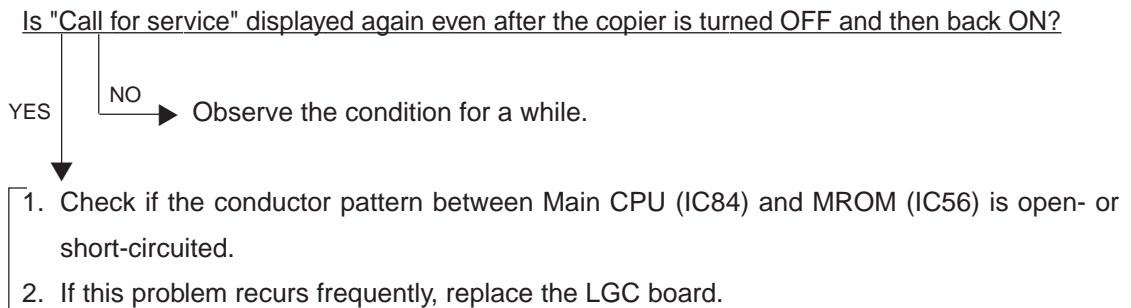 Is "Call for service" displayed again even after the copier is turned OFF and then back ON?
NO
YES
Observe the condition for a while.
1. Check if the conductor pattern between Main CPU (IC84) and MROM (IC56) is open- or
short-circuited.
2. If this problem recurs frequently, replace the LGC board.